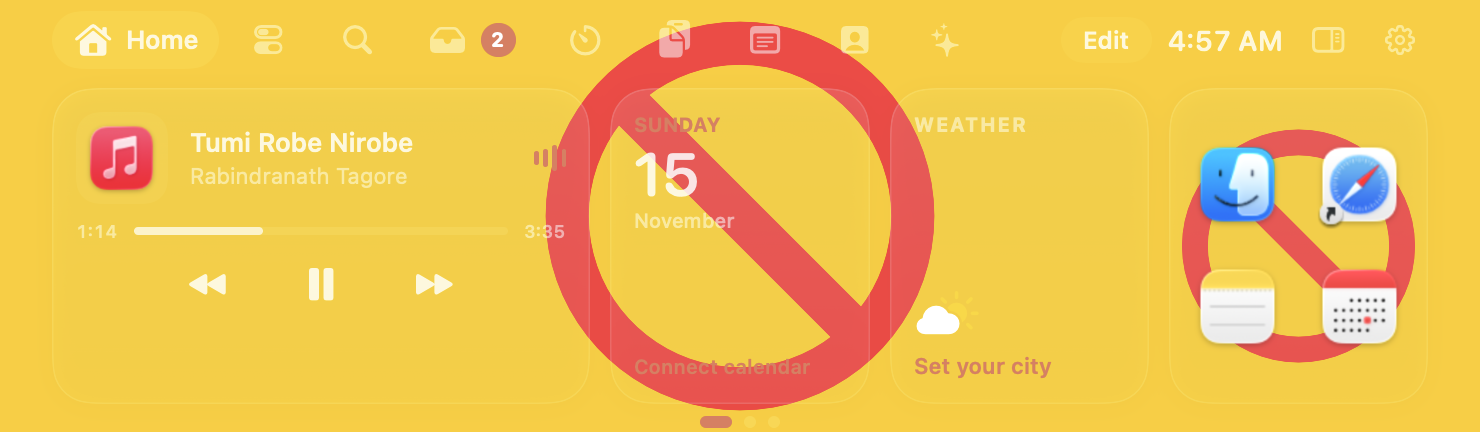 Home
2
Edit
4:57 AM
Tumi Robe Nirobe
Rabindranath Tagore
1:14
3:35
SUNDAY
15
November
Connect calendar
WEATHER
Set your city